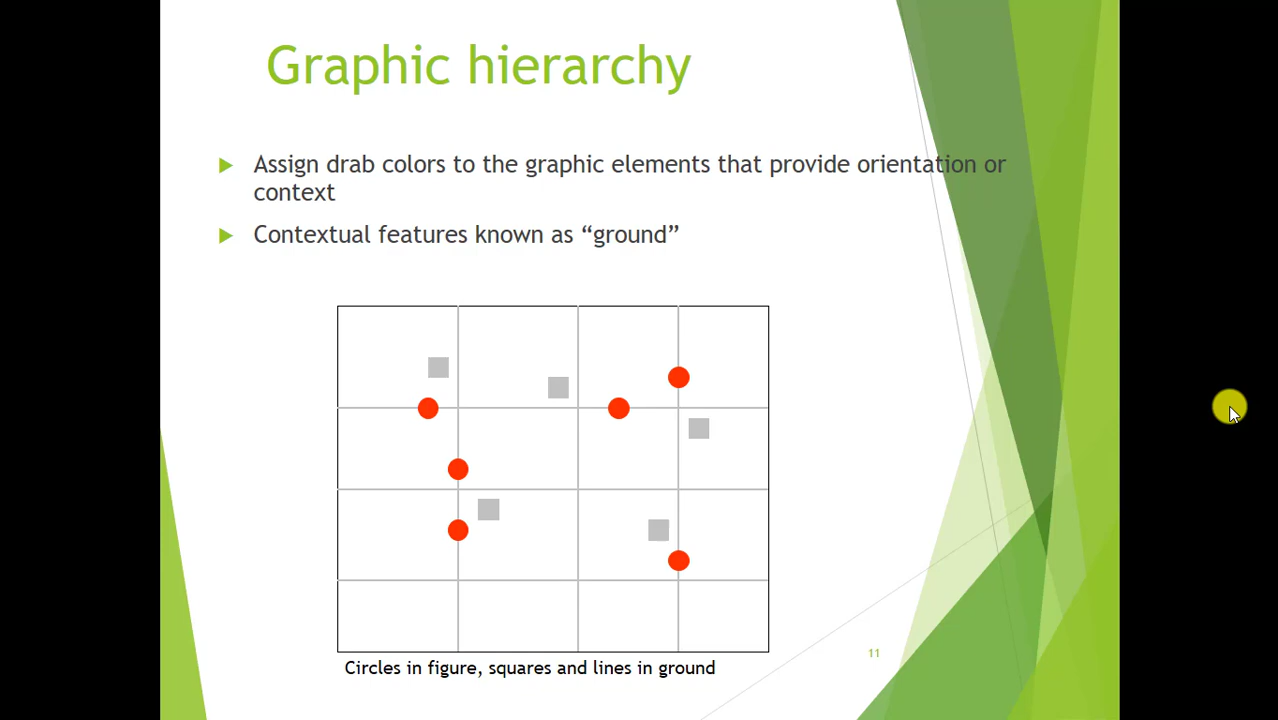 Graphic hierarchy
Assign drab colors to the graphic elements that provide orientation or
context
Contextual features known as “ground”
Circles in figure, squares and lines in ground
11